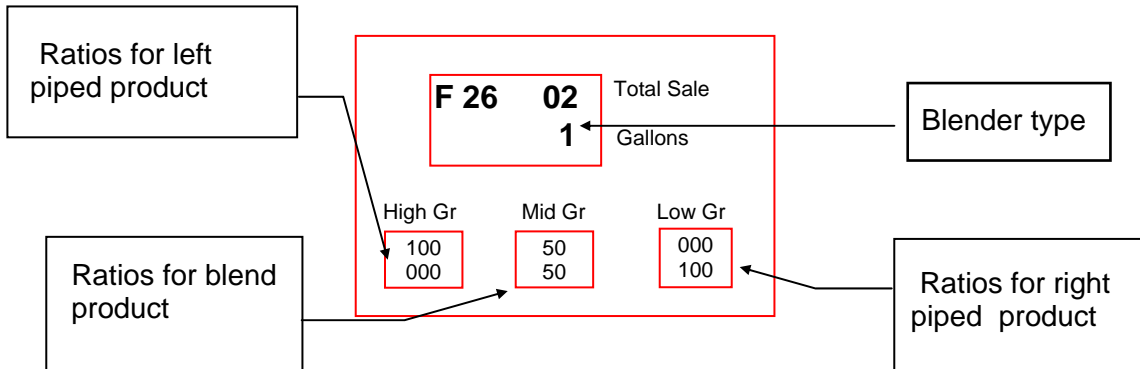 Ratios for left
piped product
F 26 02
Total Sale
1
Gallons
Blender type
High Gr
Mid Gr
Low Gr
100
000
50
50
000
100
Ratios for blend
product
Ratios for right
piped product